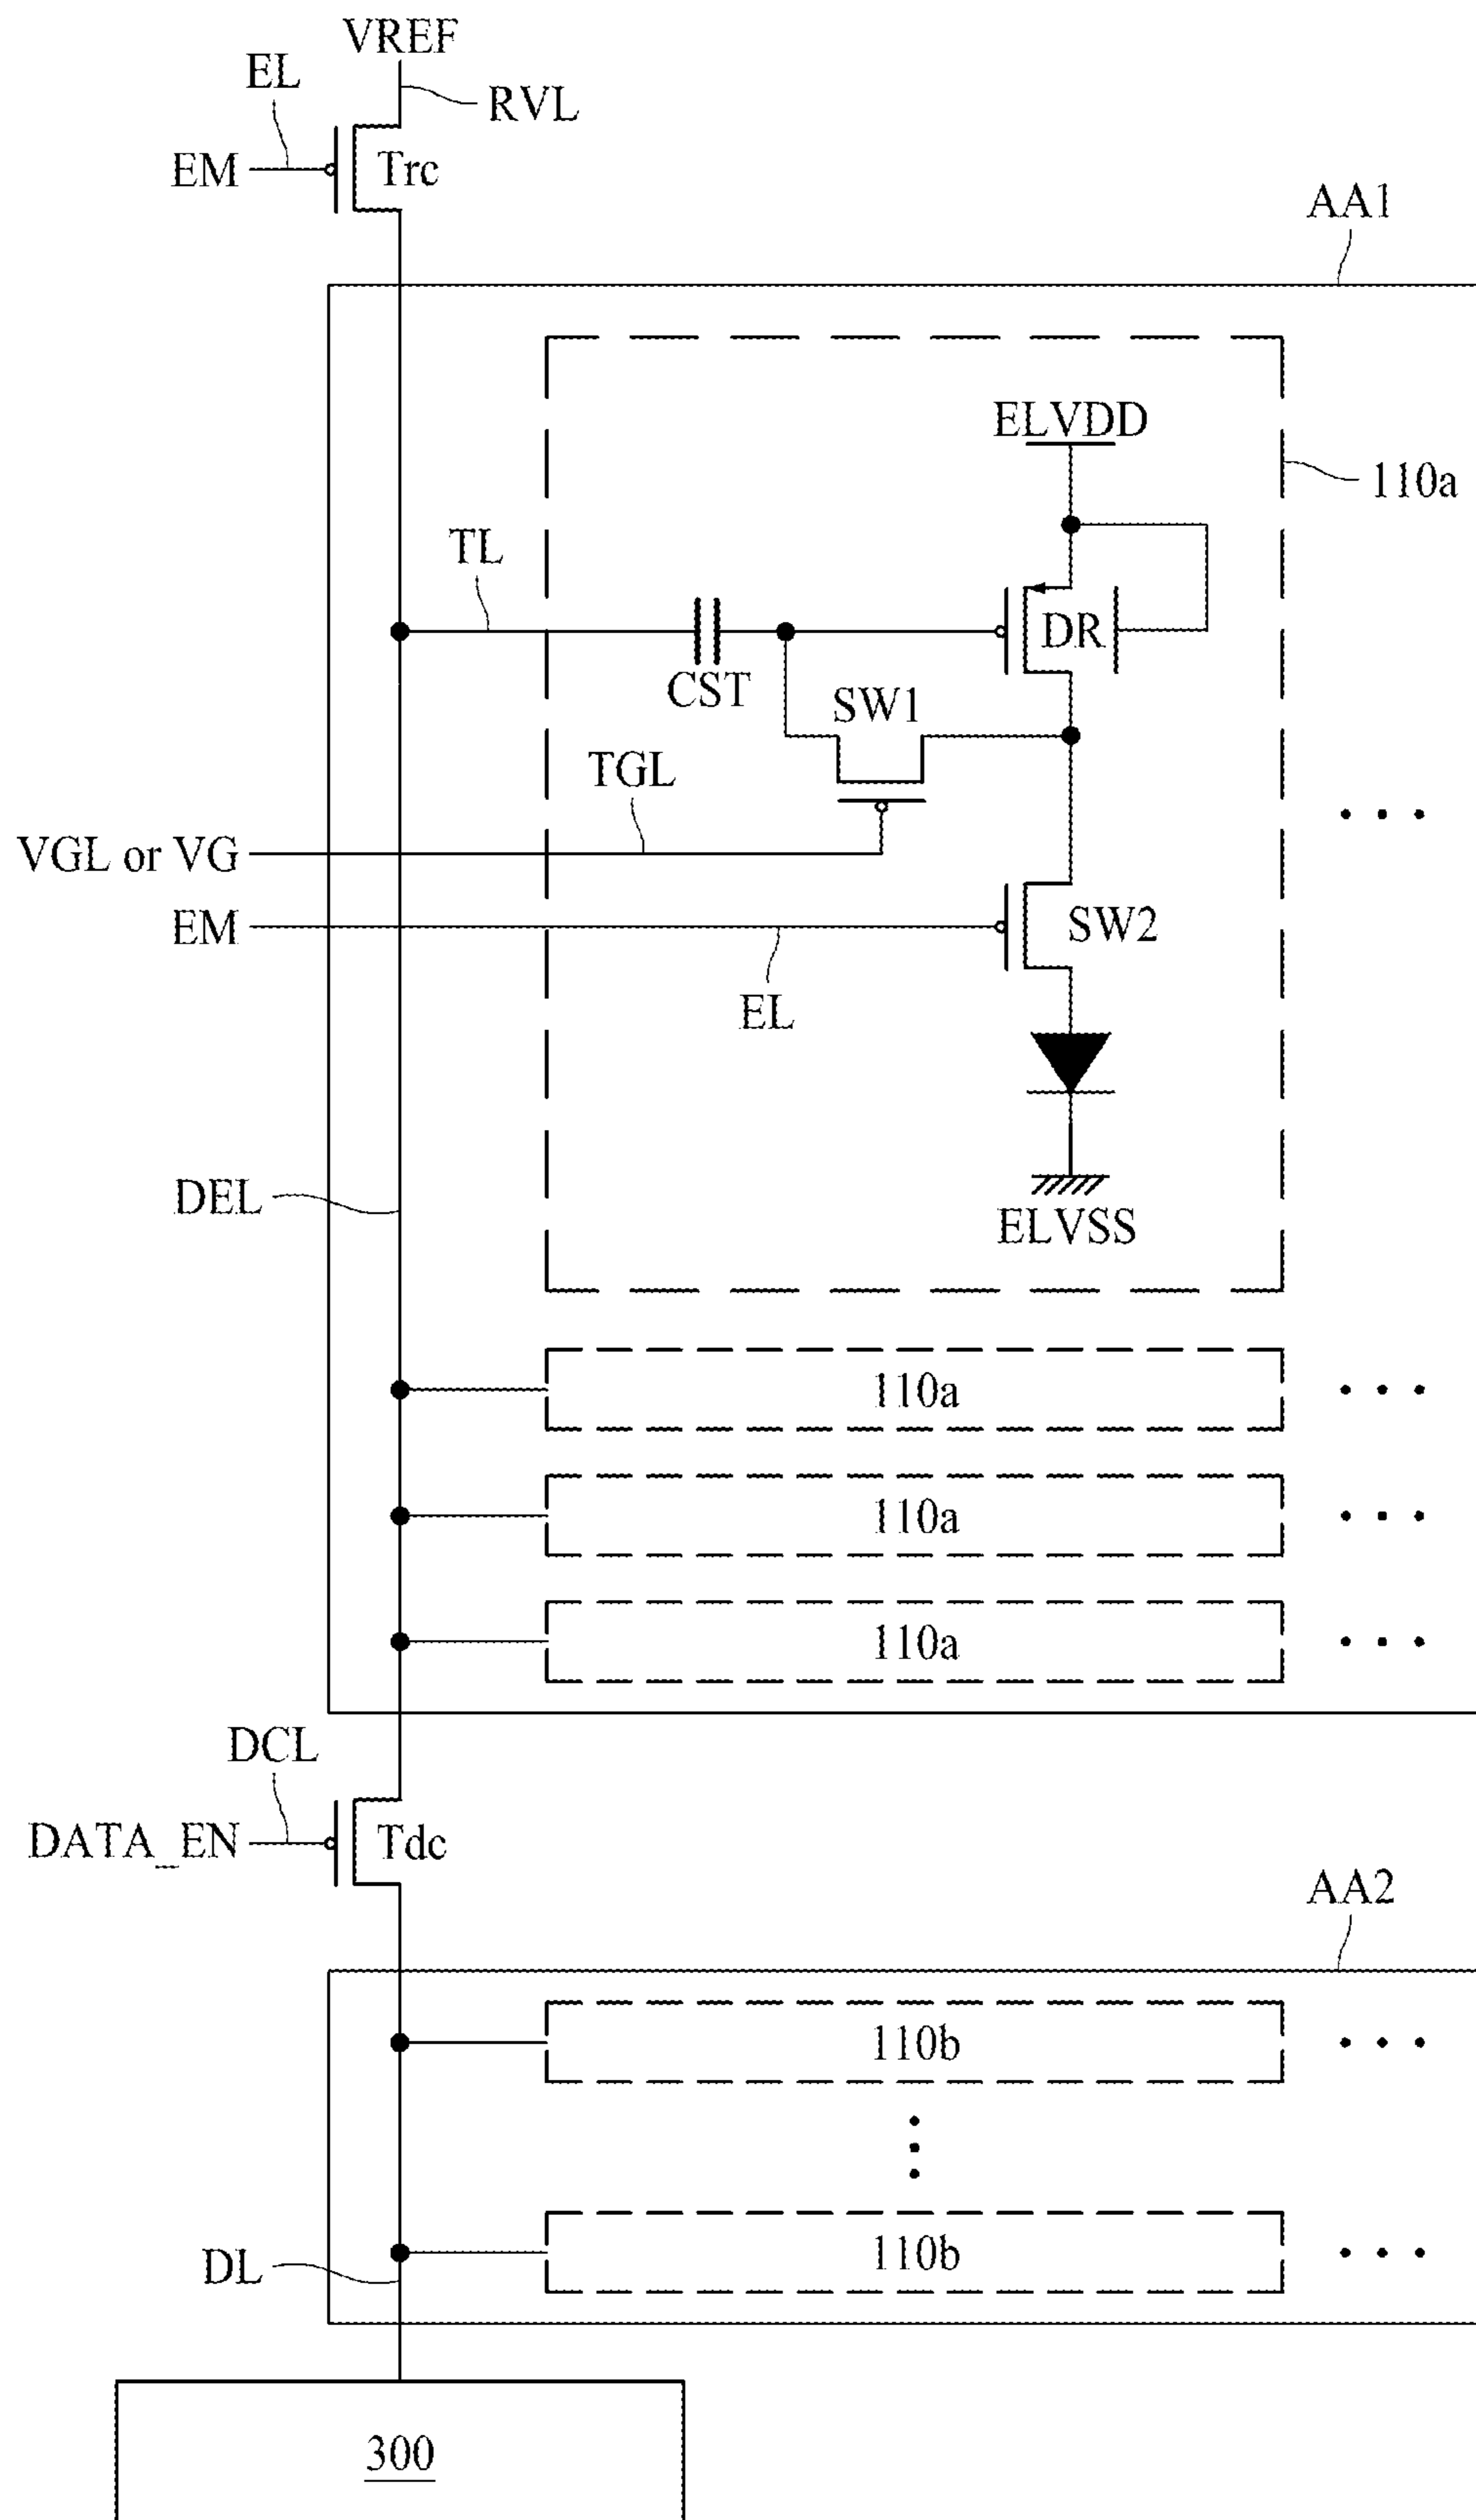 VREF
EL
RVL
EM
Trc
AA1
ELVDD
110a
TL
DR
CST
SW1
TGL
VGL or VG
EM
SW2
EL
DEL
ELVSS
110a
110a
110a
DCL
DATA_EN
Tdc
AA2
110b
110b
DL
300